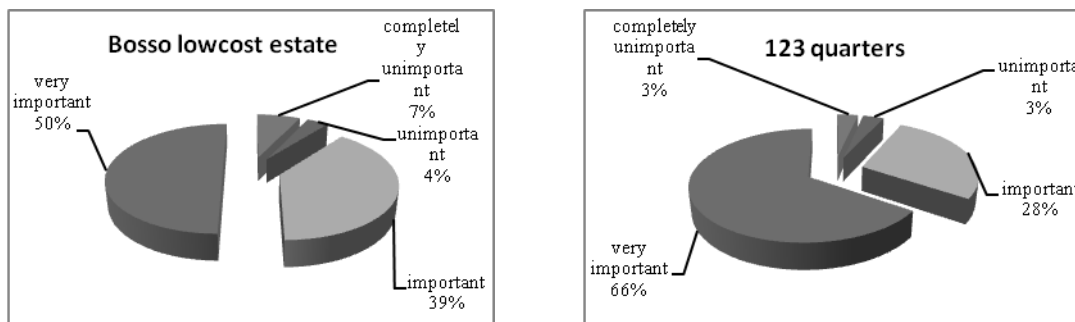 Bosso lowcost estate
completel
y
unimporta
nt
7%
unimporta
nt
4%
important
39%
very
important
50%
123 quarters
completely
unimporta
nt
3%
unimporta
nt
3%
important
28%
very
important
66%